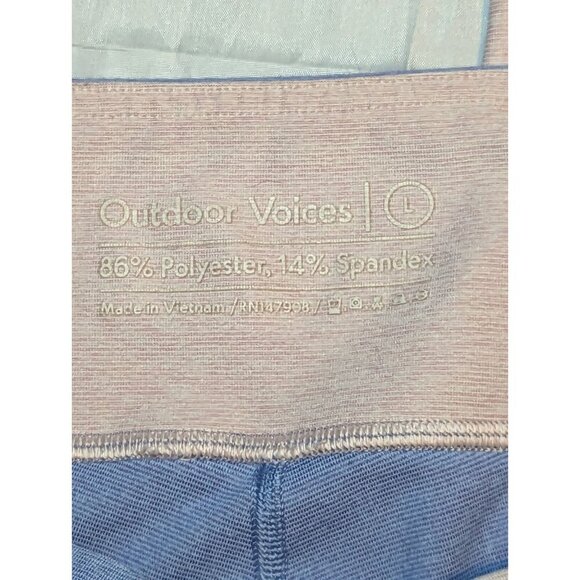 Outdoor Voices | L
86% Polyester, 14% Spandex
Made in Vietnam / RN147998 /